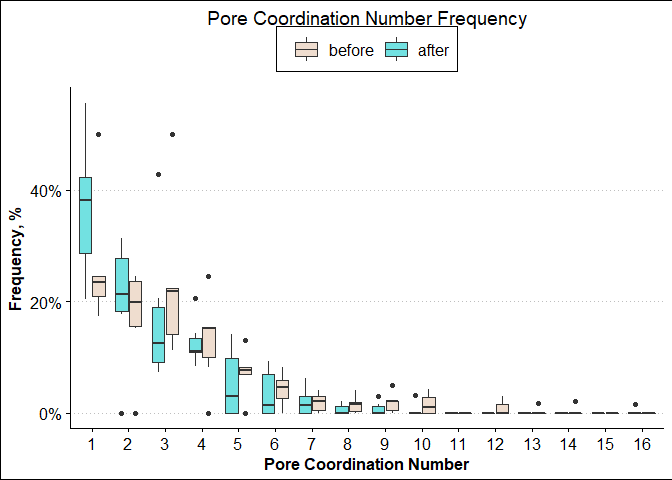 Pore Coordination Number Frequency
before after
40%
20%
0%
Frequency, %
1 2 3 4 5 6 7 8 9 10 11 12 13 14 15 16
Pore Coordination Number